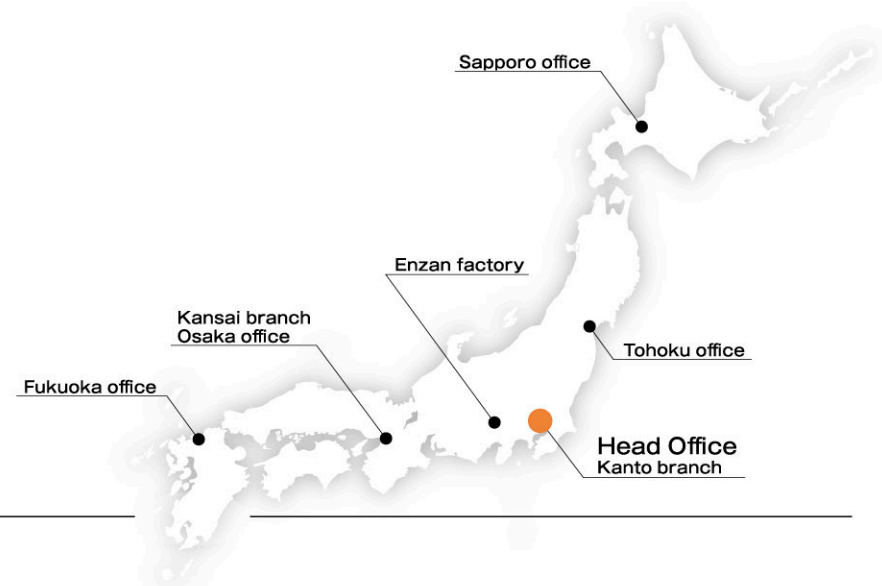 Sapporo office
Enzan factory
Kansai branch
Osaka office
Tohoku office
Fukuoka office
Head Office
Kanto branch